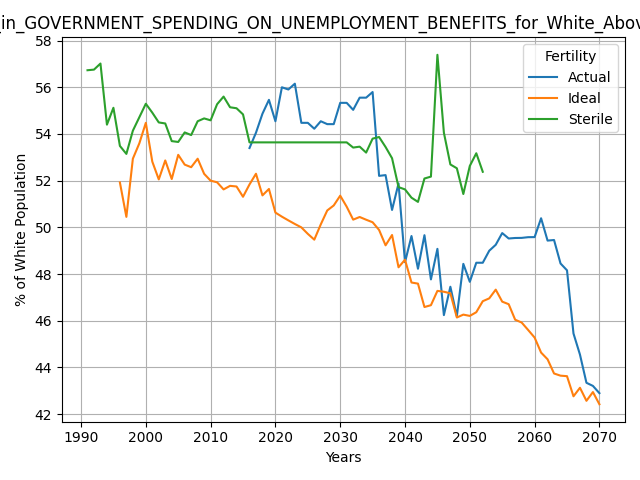 _in_GOVERNMENT_SPENDING_ON_UNEMPLOYMENT_BENEFITS_for_White_Abov
58
56
54
52
50
48
46
44
42
% of White Population
Fertility
Actual
Ideal
Sterile
1990 2000 2010 2020 2030 2040 2050 2060 2070
Years